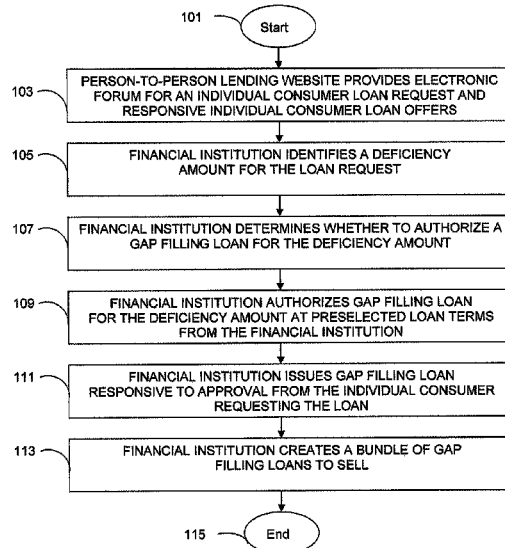 101
Start
103
PERSON-TO-PERSON LENDING WEBSITE PROVIDES ELECTRONIC
FORUM FOR AN INDIVIDUAL CONSUMER LOAN REQUEST AND
RESPONSIVE INDIVIDUAL CONSUMER LOAN OFFERS
105
FINANCIAL INSTITUTION IDENTIFIES A DEFICIENCY
AMOUNT FOR THE LOAN REQUEST
107
FINANCIAL INSTITUTION DETERMINES WHETHER TO AUTHORIZE A
GAP FILLING LOAN FOR THE DEFICIENCY AMOUNT
109
FINANCIAL INSTITUTION AUTHORIZES GAP FILLING LOAN
FOR THE DEFICIENCY AMOUNT AT PRESELECTED LOAN TERMS
FROM THE FINANCIAL INSTITUTION
111
FINANCIAL INSTITUTION ISSUES GAP FILLING LOAN
RESPONSIVE TO APPROVAL FROM THE INDIVIDUAL CONSUMER
REQUESTING THE LOAN
113
FINANCIAL INSTITUTION CREATES A BUNDLE OF GAP
FILLING LOANS TO SELL
115
End